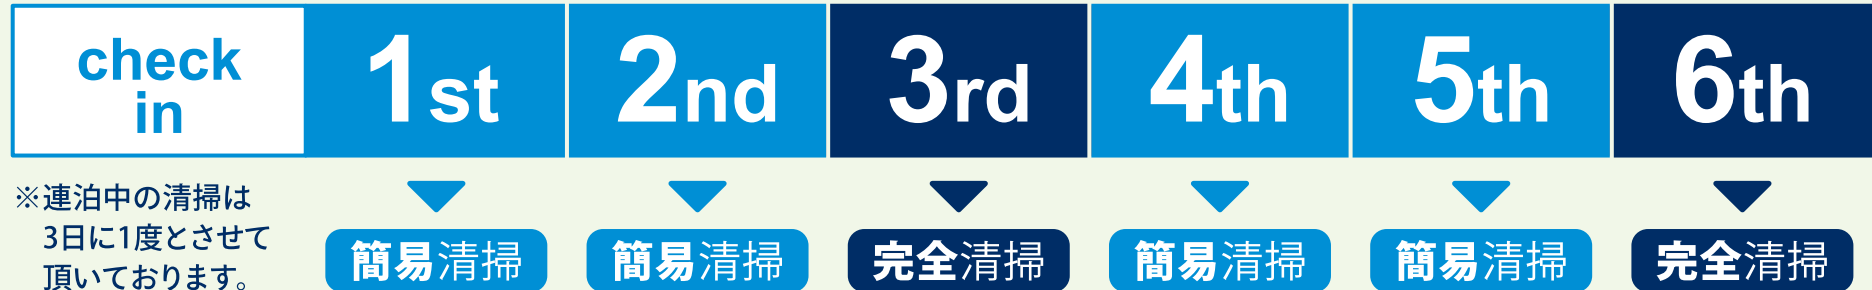 check
in
1st
2nd
3rd
4th
5th
6th
※連泊中の清掃は
3日に1度とさせて
頂いております。
簡易清掃
簡易清掃
完全清掃
簡易清掃
簡易清掃
完全清掃